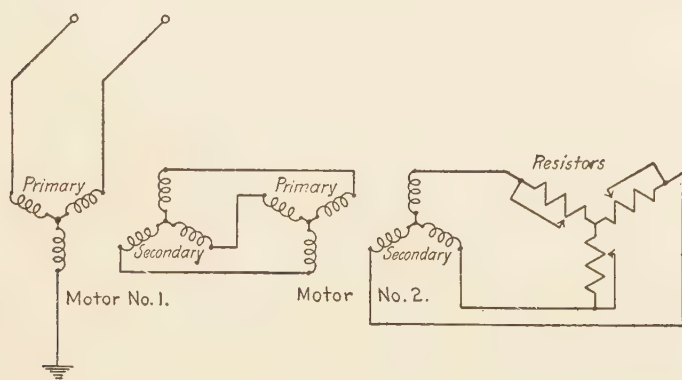 Primary
Secondary
Primary
Secondary
Resistors
Motor No.1.
Motor No.2.